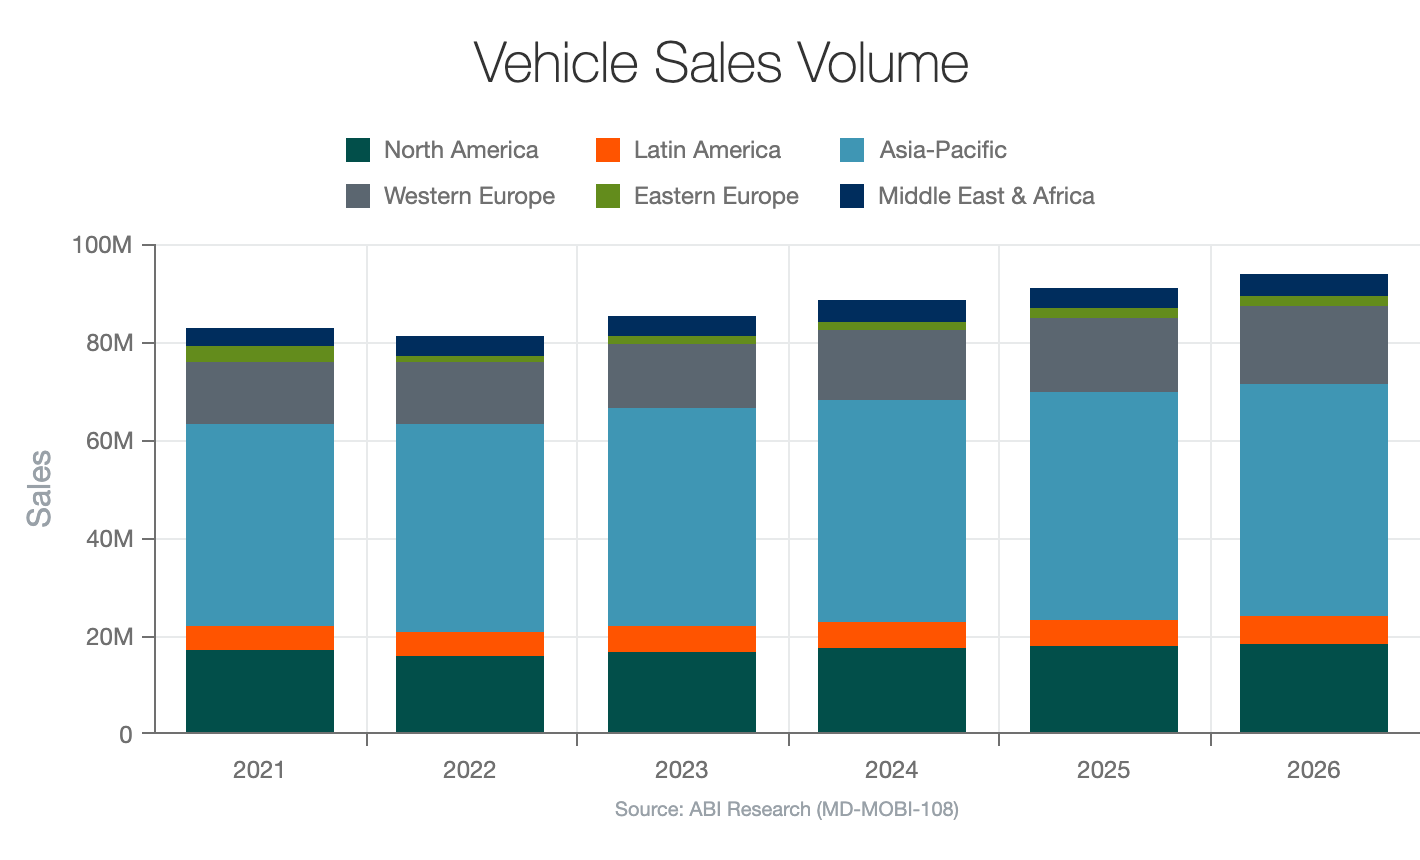 Vehicle Sales Volume
North America Latin America Asia-Pacific
Western Europe Eastern Europe Middle East & Africa
100M
80M
60M
40M
20M
0
Sales
2021 2022 2023 2024 2025 2026
Source: ABI Research (MD-MOBI-108)